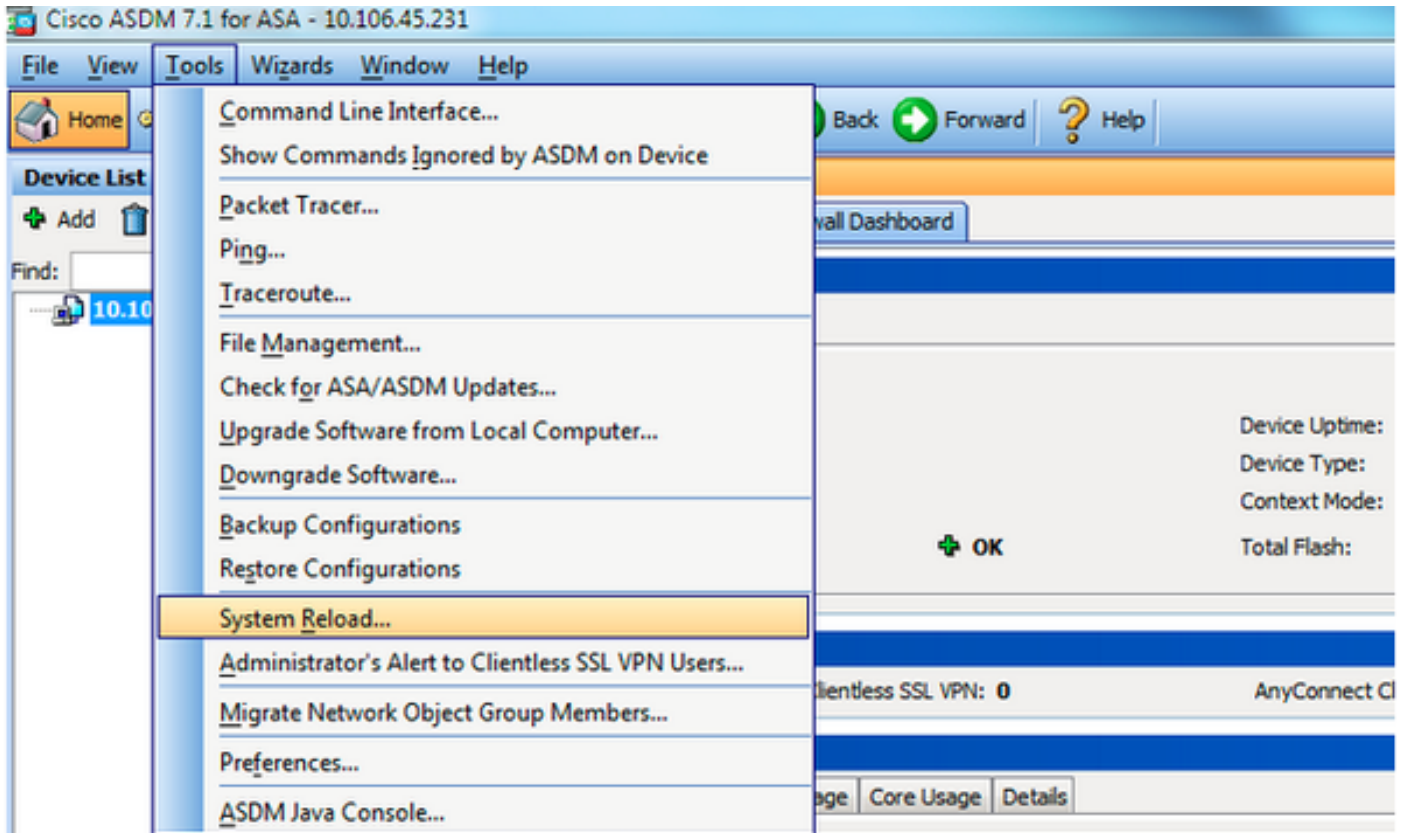 Cisco ASDM 7.1 for ASA - 10.106.45.231
File View Tools Wizards Window Help
Home Back Forward Help
Command Line Interface...
Show Commands Ignored by ASDM on Device
Packet Tracer...
Ping...
Traceroute...
File Management...
Check for ASA/ASDM Updates...
Upgrade Software from Local Computer...
Downgrade Software...
Backup Configurations
Restore Configurations
System Reload...
Administrator's Alert to Clientless SSL VPN Users...
Migrate Network Object Group Members...
Preferences...
ASDM Java Console...
Device List
Add
Find:
10.10
Dashboard
Device Uptime:
Device Type:
Context Mode:
OK Total Flash:
SSL VPN: 0 AnyConnect
Core Usage Details